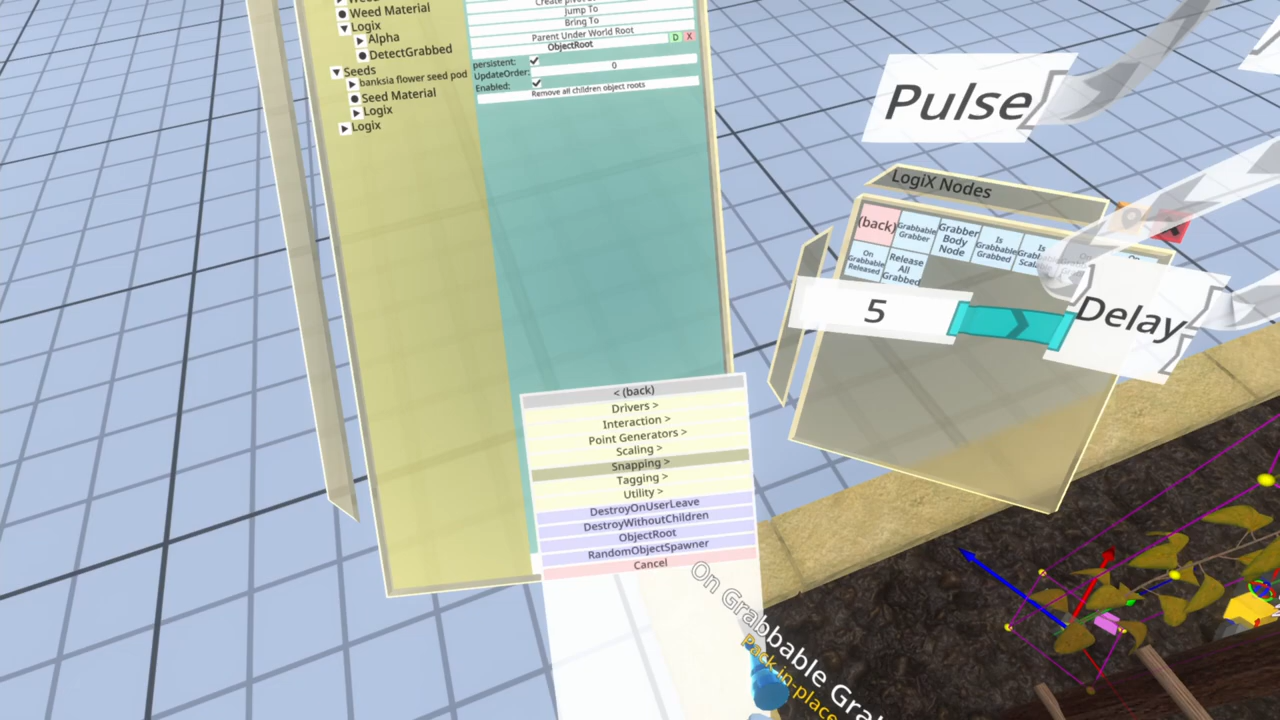 Weed Material
Logix
Alpha
DetectGrabbed
Seeds
banksia flower seed pod
Seed Material
Logix
Logix
Jump To
Bring To
Parent Under World Root
ObjectRoot
D X
persistent:
UpdateOrder:
0
Enabled:
Remove all children object roots
Pulse
LogiX Nodes
(back)
Grabbable Grabber
Grabber Body Node
Is Grabbable Grabbed
Is
On Grabbable Released
Release All Grabbed
5
Delay
< (back)
Drivers >
Interaction >
Point Generators >
Scaling >
Snapping >
Tagging >
Utility >
DestroyOnUserLeave
DestroyWithoutChildren
ObjectRoot
RandomObjectSpawner
Cancel
On Grabbable